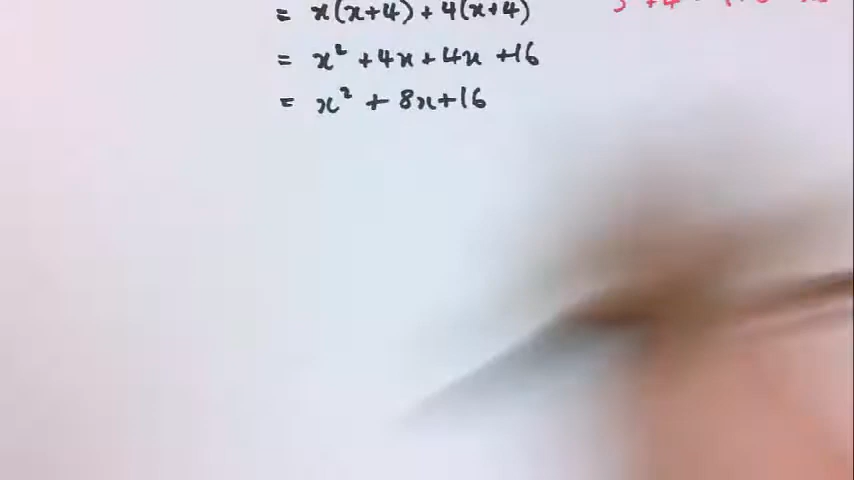 = x(x+4) + 4(x+4)
= x² + 4x + 4x + 16
= x² + 8x + 16